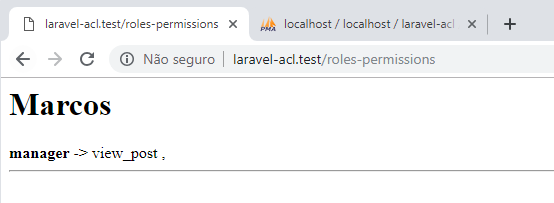 laravel-acl.test/roles-permissions
PMA localhost / localhost / laravel-acl
Não seguro | laravel-acl.test/roles-permissions
Marcos
manager -> view_post ,